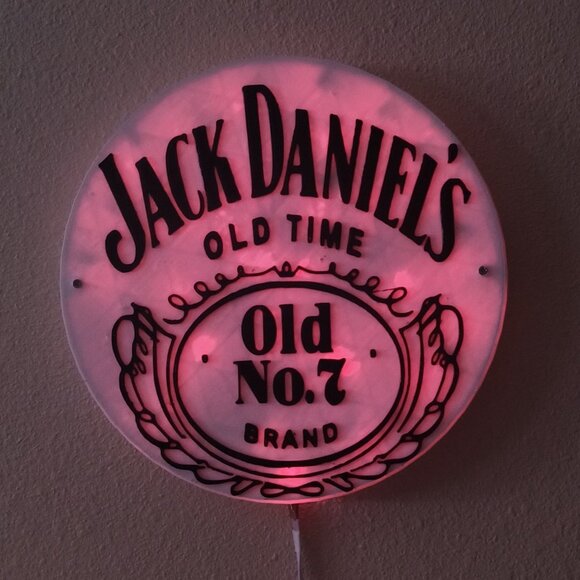 JACK DANIEL'S
OLD TIME
Old
No.7
BRAND